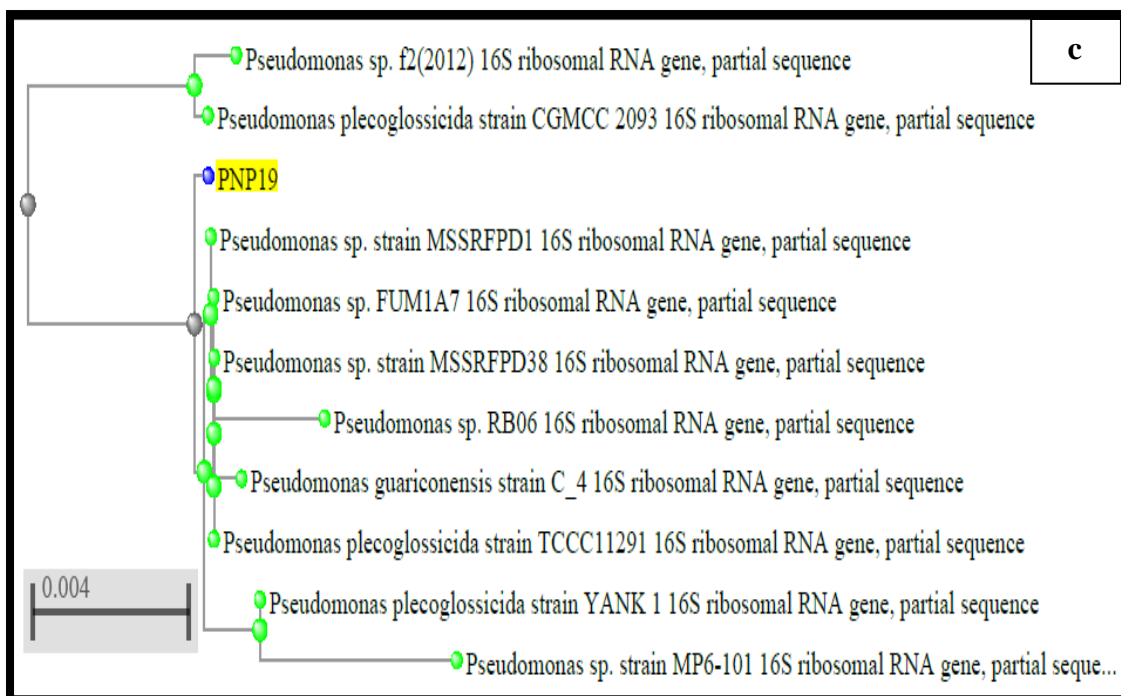 c
Pseudomonas sp. f2(2012) 16S ribosomal RNA gene, partial sequence
Pseudomonas plecoglossicida strain CGMCC 2093 16S ribosomal RNA gene, partial sequence
PNP19
Pseudomonas sp. strain MSSRFPD1 16S ribosomal RNA gene, partial sequence
Pseudomonas sp. FUM1A7 16S ribosomal RNA gene, partial sequence
Pseudomonas sp. strain MSSRFPD38 16S ribosomal RNA gene, partial sequence
Pseudomonas sp. RB06 16S ribosomal RNA gene, partial sequence
Pseudomonas guariconensis strain C_4 16S ribosomal RNA gene, partial sequence
Pseudomonas plecoglossicida strain TCCC11291 16S ribosomal RNA gene, partial sequence
0.004
Pseudomonas plecoglossicida strain YANK 1 16S ribosomal RNA gene, partial sequence
Pseudomonas sp. strain MP6-101 16S ribosomal RNA gene, partial seque...